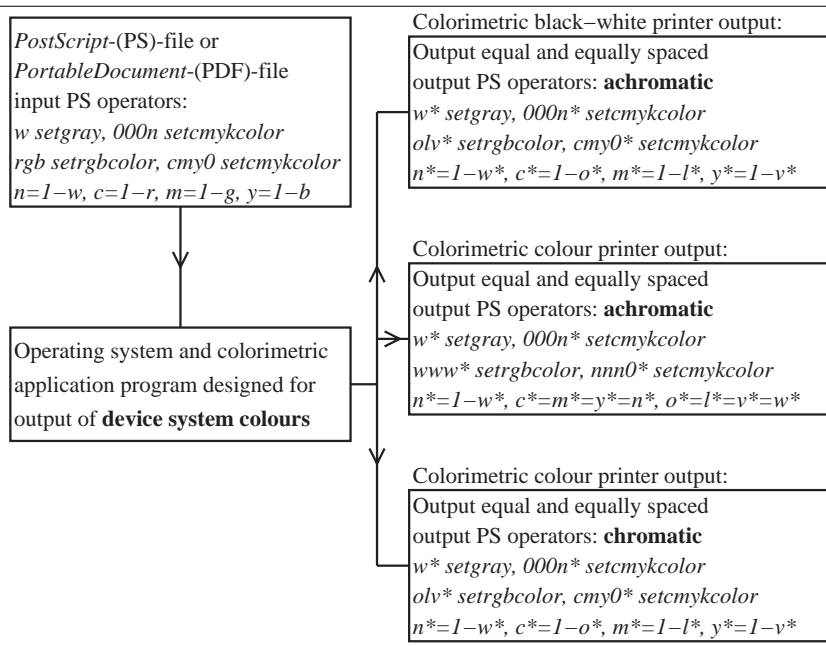 PostScript-(PS)-file or
PortableDocument-(PDF)-file
input PS operators:
w setgray, 000n setcmykcolor
rgb setrgbcolor, cmy0 setcmykcolor
n=1−w, c=1−r, m=1−g, y=1−b
Operating system and colorimetric
application program designed for
output of device system colours
Colorimetric black−white printer output:
Output equal and equally spaced
output PS operators: achromatic
w* setgray, 000n* setcmykcolor
olv* setrgbcolor, cmy0* setcmykcolor
n*=1−w*, c*=1−o*, m*=1−l*, y*=1−v*
Colorimetric colour printer output:
Output equal and equally spaced
output PS operators: achromatic
w* setgray, 000n* setcmykcolor
www* setrgbcolor, nnn0* setcmykcolor
n*=1−w*, c*=m*=y*=n*, o*=l*=v*=w*
Colorimetric colour printer output:
Output equal and equally spaced
output PS operators: chromatic
w* setgray, 000n* setcmykcolor
olv* setrgbcolor, cmy0* setcmykcolor
n*=1−w*, c*=1−o*, m*=1−l*, y*=1−v*